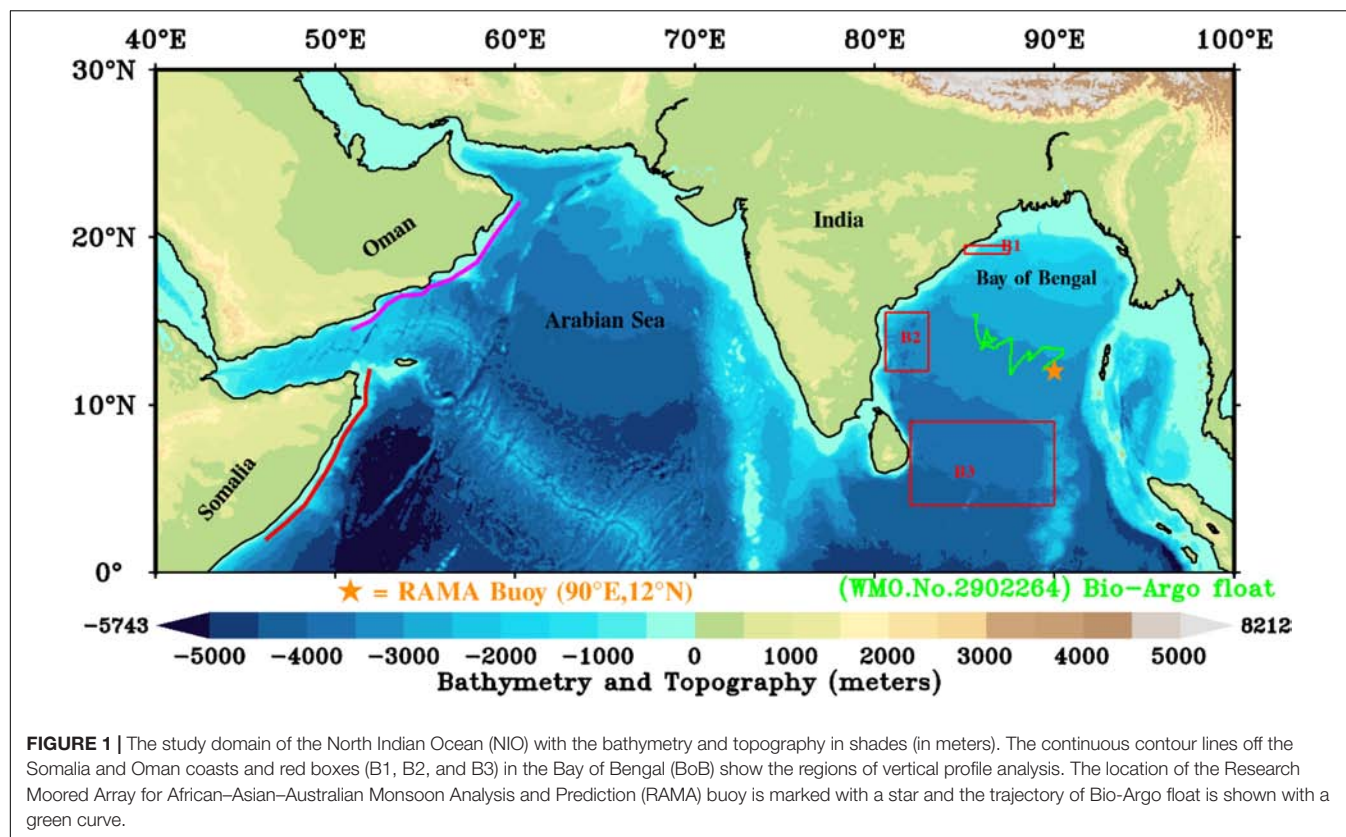 40°E 50°E 60°E 70°E 80°E 90°E 100°E
30°N
Oman
20°N
India
B1
Bay of Bengal
Arabian Sea
B2
10°N
Somalia
B3
0°
★ = RAMA Buoy (90°E,12°N) (WMO.No.2902264) Bio-Argo float
−5743 8212
−5000 −4000 −3000 −2000 −1000 0 1000 2000 3000 4000 5000
Bathymetry and Topography (meters)
FIGURE 1 | The study domain of the North Indian Ocean (NIO) with the bathymetry and topography in shades (in meters). The continuous contour lines off the
Somalia and Oman coasts and red boxes (B1, B2, and B3) in the Bay of Bengal (BoB) show the regions of vertical profile analysis. The location of the Research
Moored Array for African–Asian–Australian Monsoon Analysis and Prediction (RAMA) buoy is marked with a star and the trajectory of Bio-Argo float is shown with a
green curve.